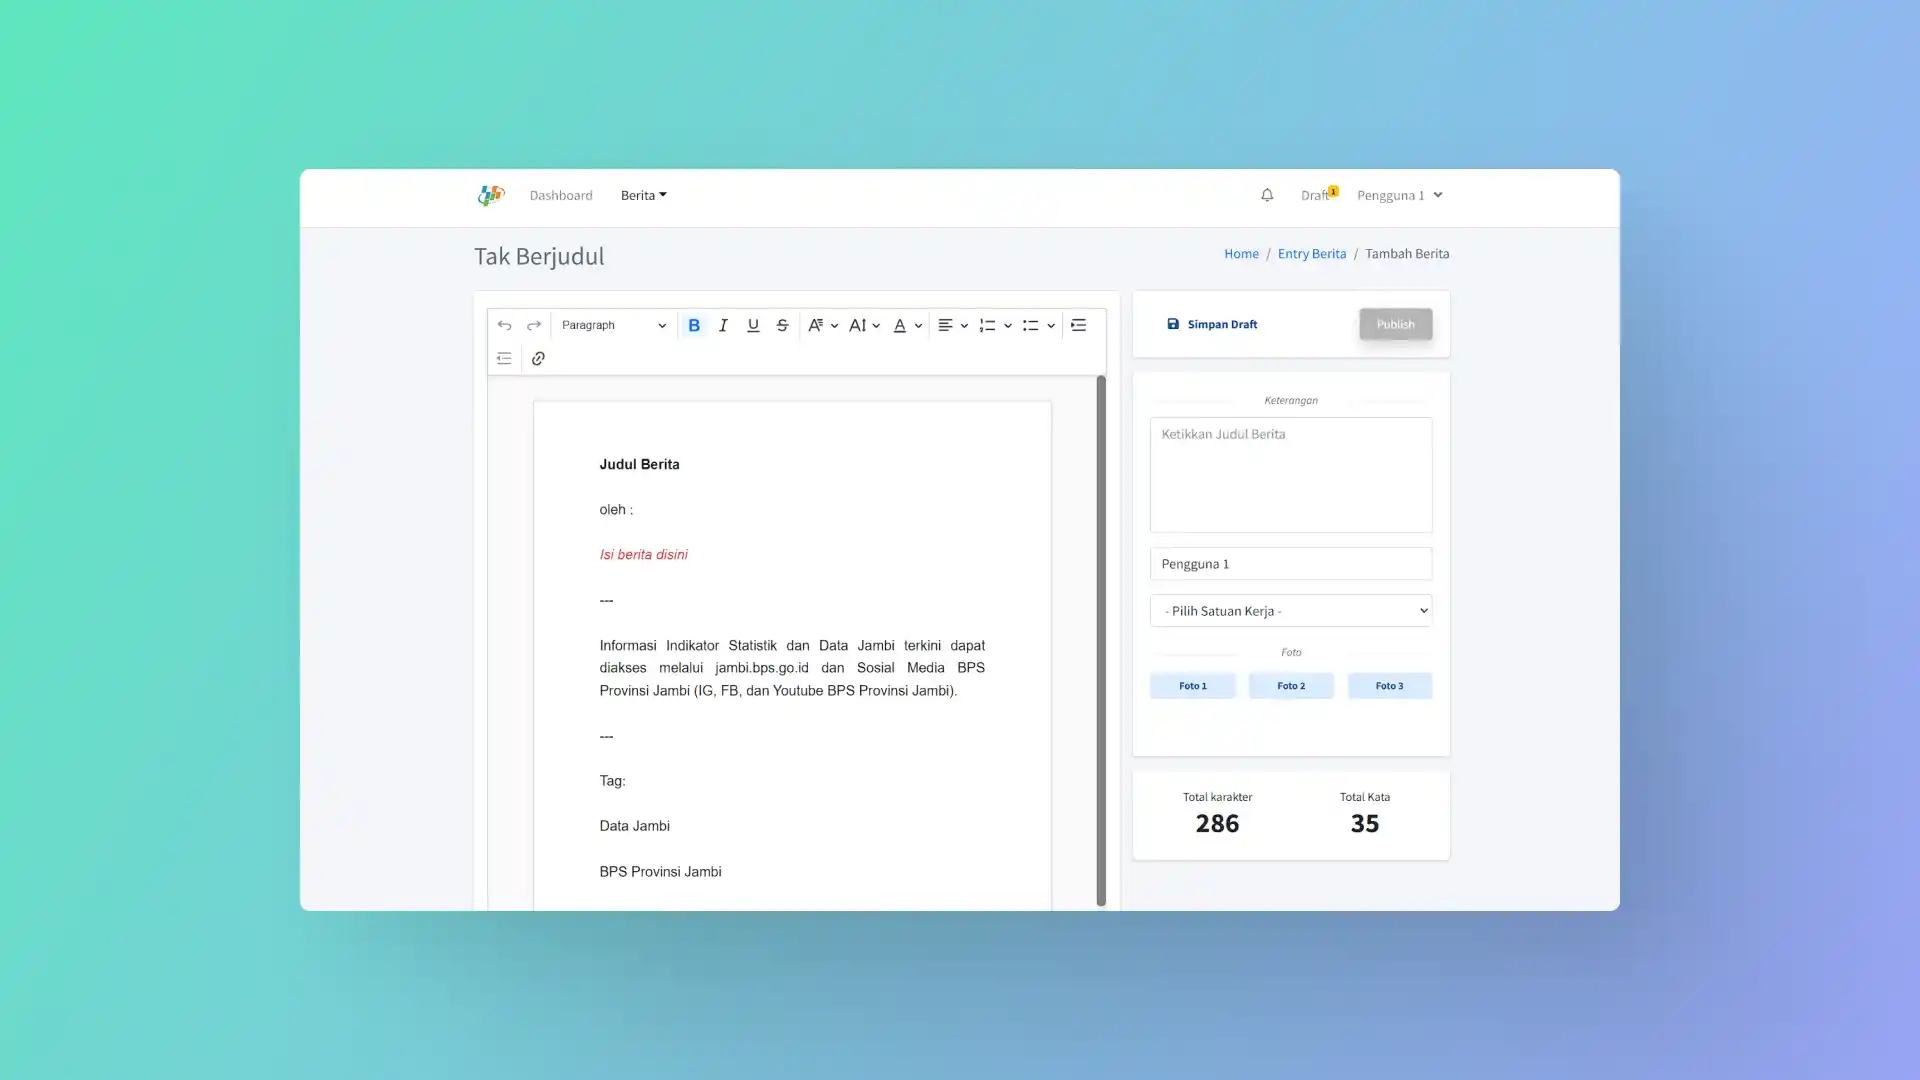 Dashboard Berita Draft 1 Pengguna 1
Tak Berjudul
Home / Entry Berita / Tambah Berita
Paragraph B I U S A A A
Simpan Draft Publish
Judul Berita
oleh :
Isi berita disini
---
Informasi Indikator Statistik dan Data Jambi terkini dapat
diakses melalui jambi.bps.go.id dan Sosial Media BPS
Provinsi Jambi (IG, FB, dan Youtube BPS Provinsi Jambi).
---
Tag:
Data Jambi
BPS Provinsi Jambi
Keterangan
Ketikkan Judul Berita
Pengguna 1
- Pilih Satuan Kerja -
Foto
Foto 1 Foto 2 Foto 3
Total karakter Total Kata
286 35